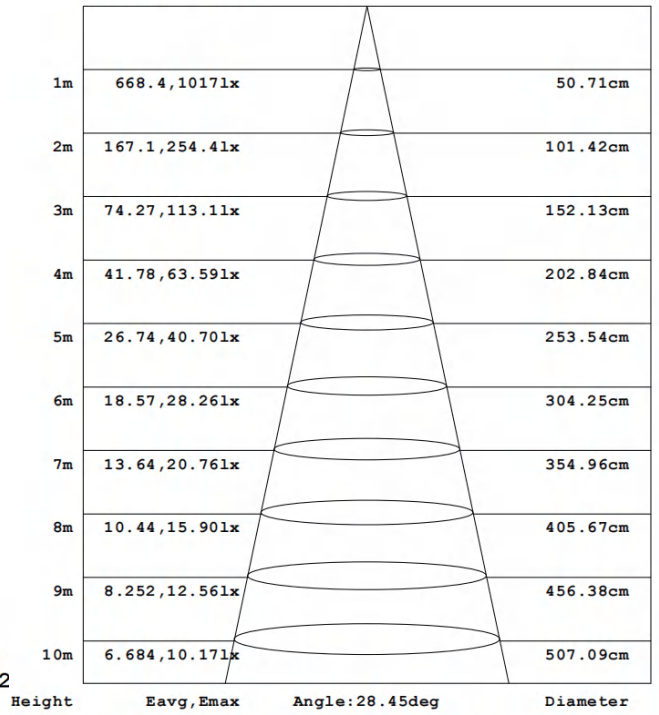 1m 668.4,1017lx 50.71cm
2m 167.1,254.4lx 101.42cm
3m 74.27,113.1lx 152.13cm
4m 41.78,63.59lx 202.84cm
5m 26.74,40.70lx 253.54cm
6m 18.57,28.26lx 304.25cm
7m 13.64,20.76lx 354.96cm
8m 10.44,15.90lx 405.67cm
9m 8.252,12.56lx 456.38cm
10m 6.684,10.17lx 507.09cm
2
Height Eavg,Emax Angle:28.45deg Diameter